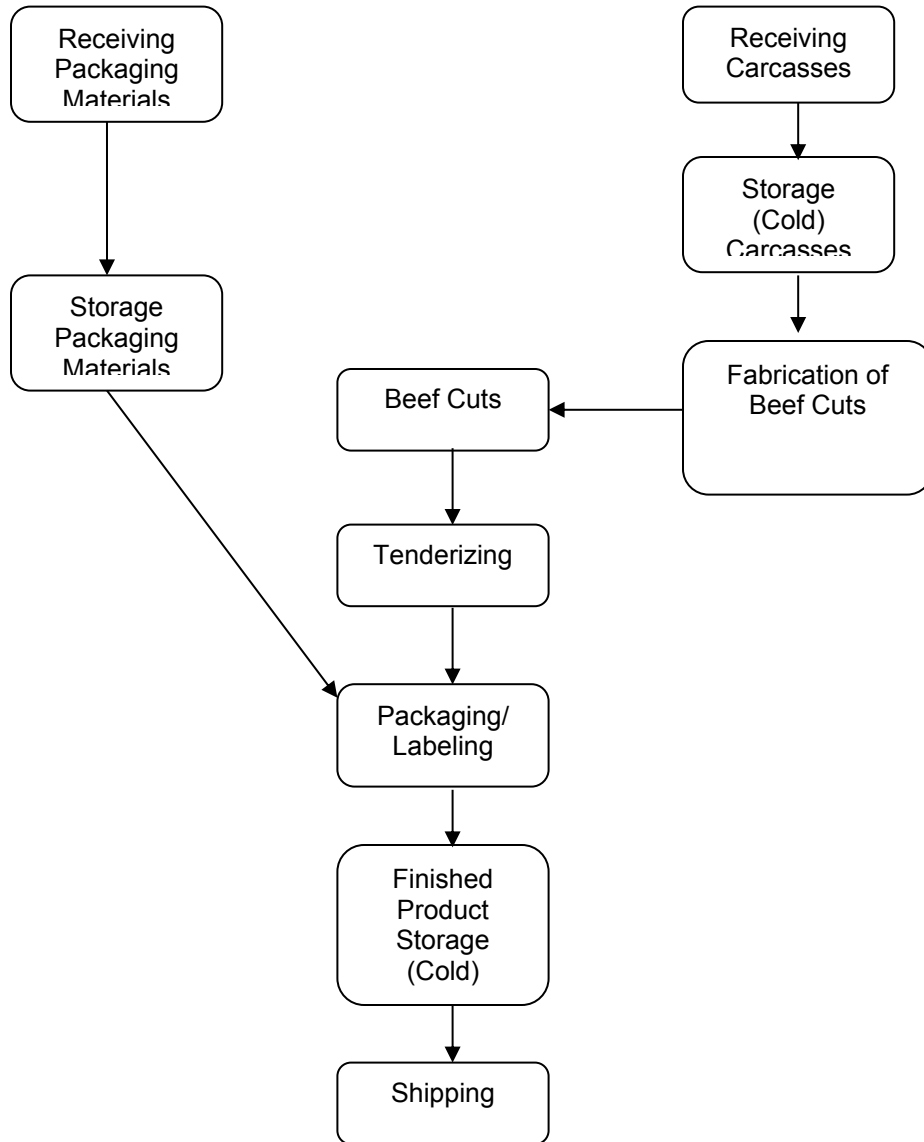 Receiving
Packaging
Materials
Receiving
Carcasses
Storage
(Cold)
Carcasses
Storage
Packaging
Materials
Fabrication of
Beef Cuts
Beef Cuts
Tenderizing
Packaging/
Labeling
Finished
Product
Storage
(Cold)
Shipping